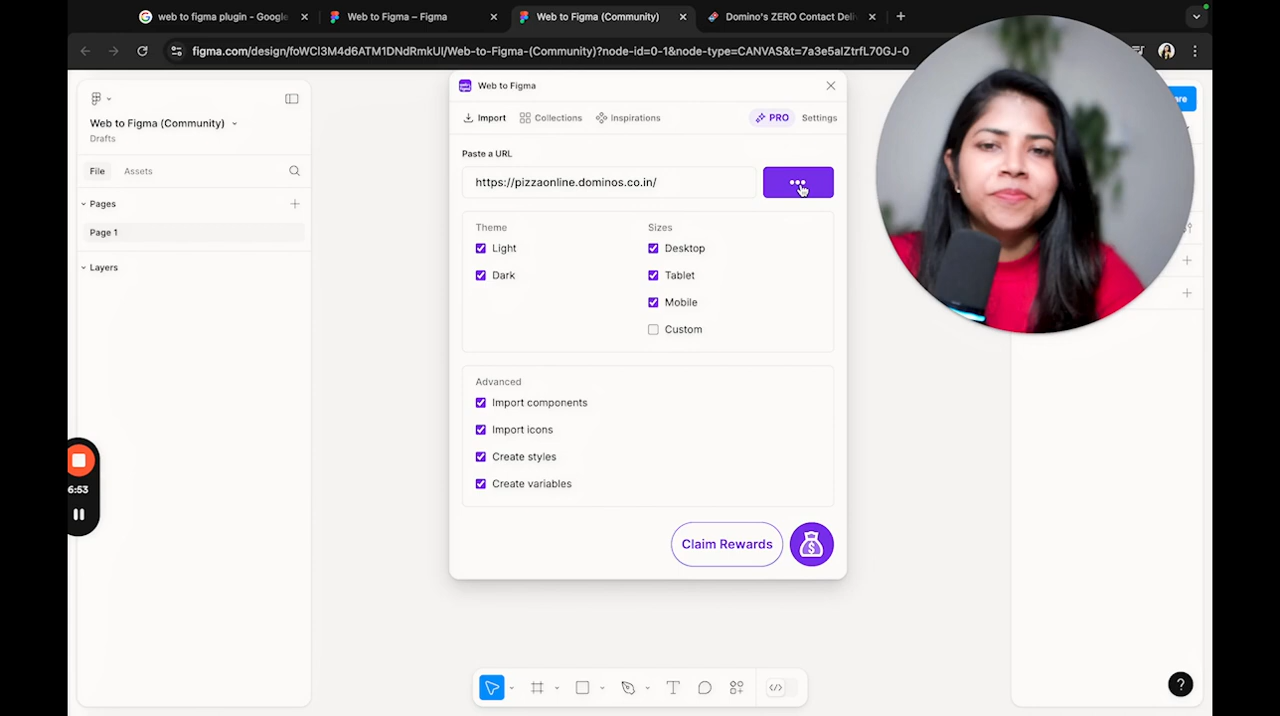 web to figma plugin - Google
Web to Figma – Figma
Web to Figma (Community)
Domino's ZERO Contact Deli
figma.com/design/foWCl3M4d6ATM1DNdRmkUI/Web-to-Figma-(Community)?node-id=0-1&node-type=CANVAS&t=7a3e5alZtrfL70GJ-0
Web to Figma (Community)
Drafts
File
Assets
Pages
Page 1
Layers
6:53
Web to Figma
Import
Collections
Inspirations
PRO
Settings
Paste a URL
https://pizzaonline.dominos.co.in/
Theme
Sizes
Light
Desktop
Dark
Tablet
Mobile
Custom
Advanced
Import components
Import icons
Create styles
Create variables
Claim Rewards